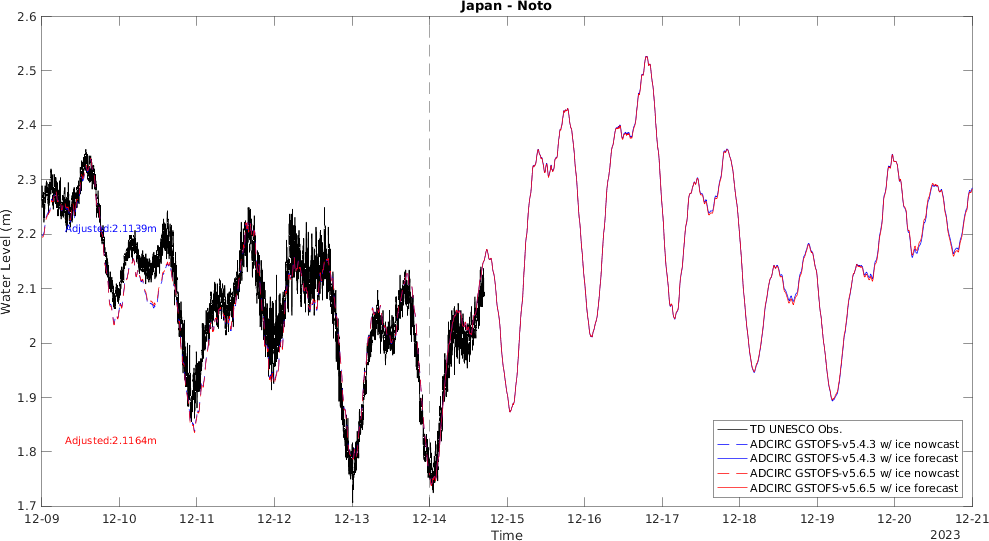 Japan - Noto
2.6
2.5
2.4
2.3
2.2
2.1
2
1.9
1.8
1.7
Water Level (m)
Adjusted:2.1139m
Adjusted:2.1164m
TD UNESCO Obs.
ADCIRC GSTOFS-v5.4.3 w/ ice nowcast
ADCIRC GSTOFS-v5.4.3 w/ ice forecast
ADCIRC GSTOFS-v5.6.5 w/ ice nowcast
ADCIRC GSTOFS-v5.6.5 w/ ice forecast
12-09 12-10 12-11 12-12 12-13 12-14 12-15 12-16 12-17 12-18 12-19 12-20 12-21
Time
2023